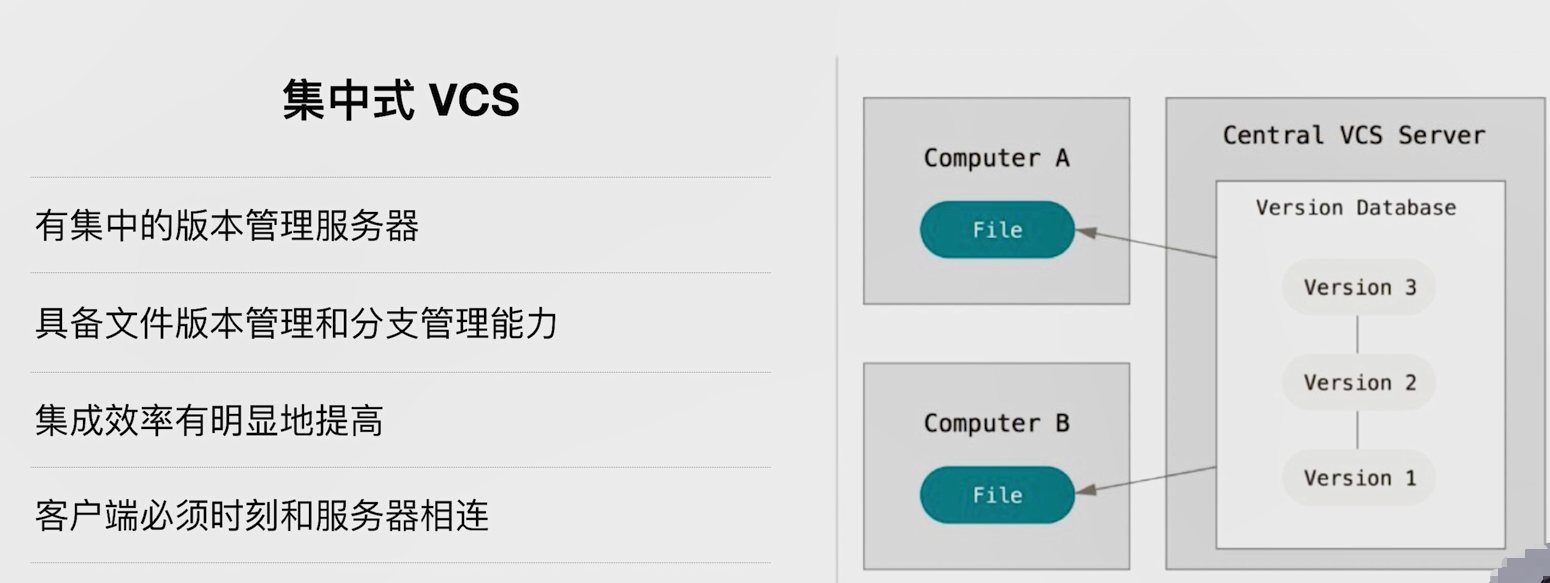 集中式 VCS
有集中的版本管理服务器
具备文件版本管理和分支管理能力
集成效率有明显地提高
客户端必须时刻和服务器相连
Computer A
File
Computer B
File
Central VCS Server
Version Database
Version 3
Version 2
Version 1